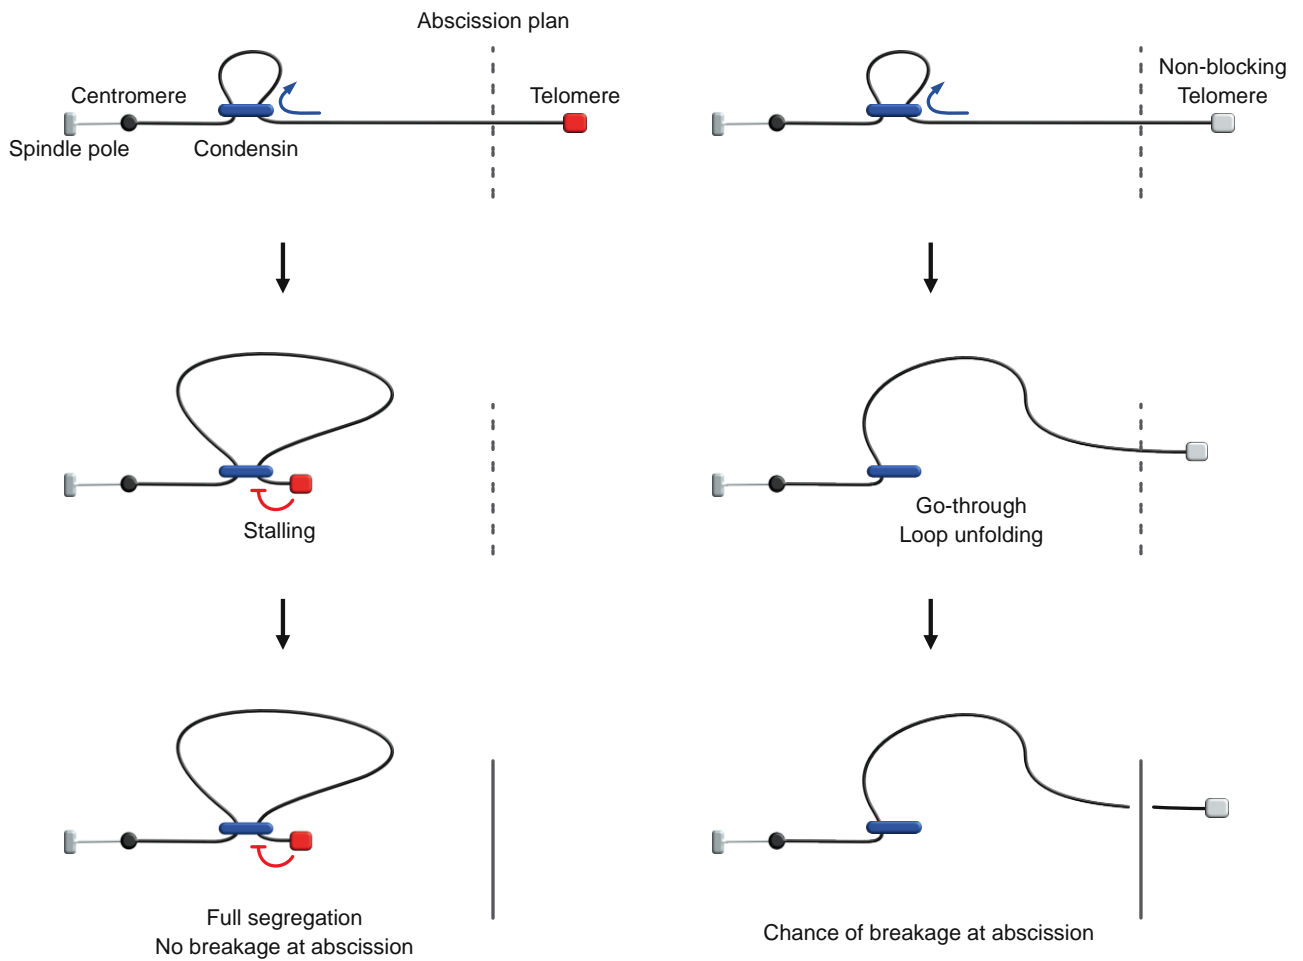 Abscission plan
Centromere
Telomere
Spindle pole
Condensin
Non-blocking
Telomere
Stalling
Go-through
Loop unfolding
Full segregation
No breakage at abscission
Chance of breakage at abscission